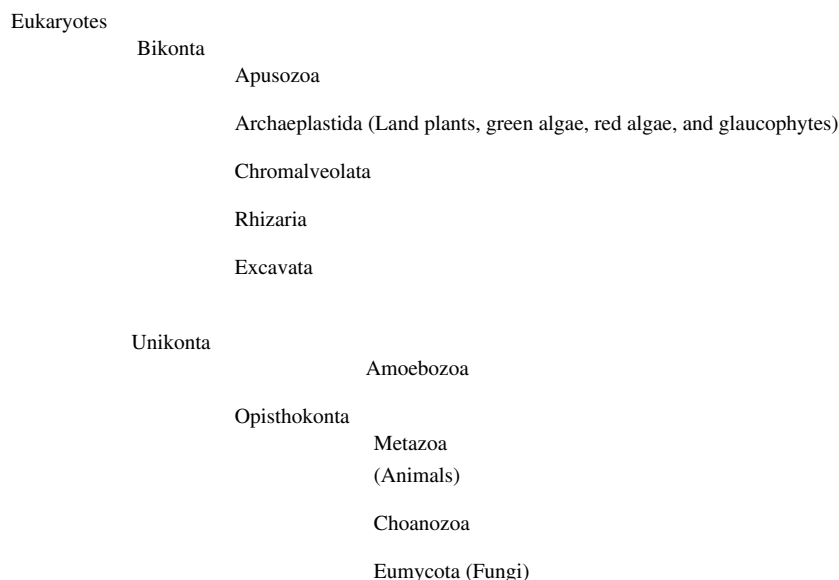 Eukaryotes
Bikonta
Apusozoa
Archaeplastida (Land plants, green algae, red algae, and glaucophytes)
Chromalveolata
Rhizaria
Excavata
Unikonta
Amoebozoa
Opisthokonta
Metazoa
(Animals)
Choanozoa
Eumycota (Fungi)